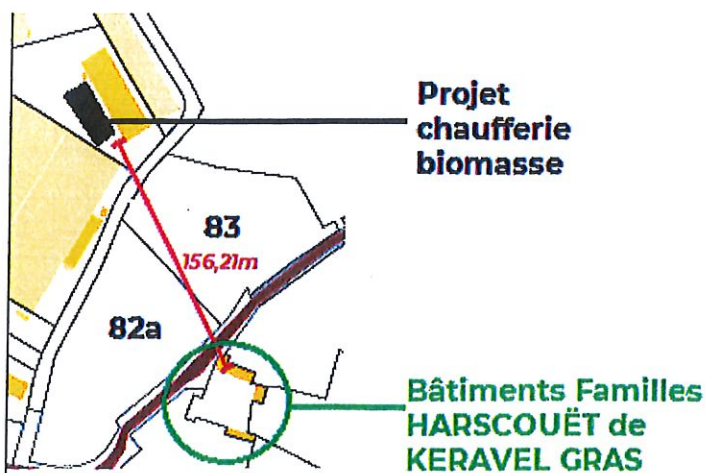 Projet
chaufferie
biomasse
83
156,21m
82a
Bâtiments Familles
HARSCOUËT de
KERAVEL GRAS